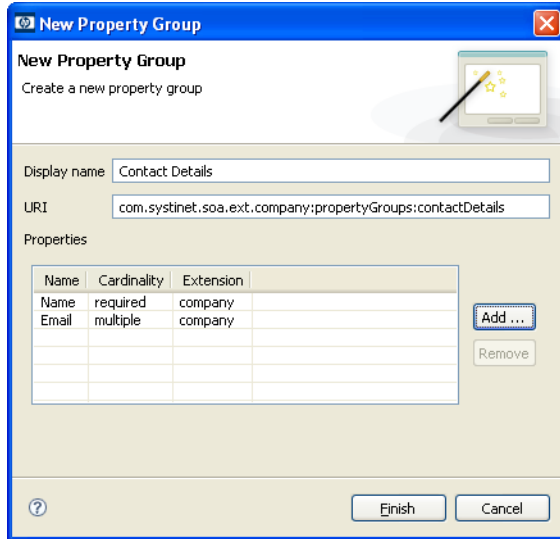 New Property Group
New Property Group
Create a new property group
Display name Contact Details
URI com.systinet.soa.ext.company:propertyGroups:contactDetails
Properties
Name Cardinality Extension
Name required company
Email multiple company
Add ...
Remove
? Finish Cancel